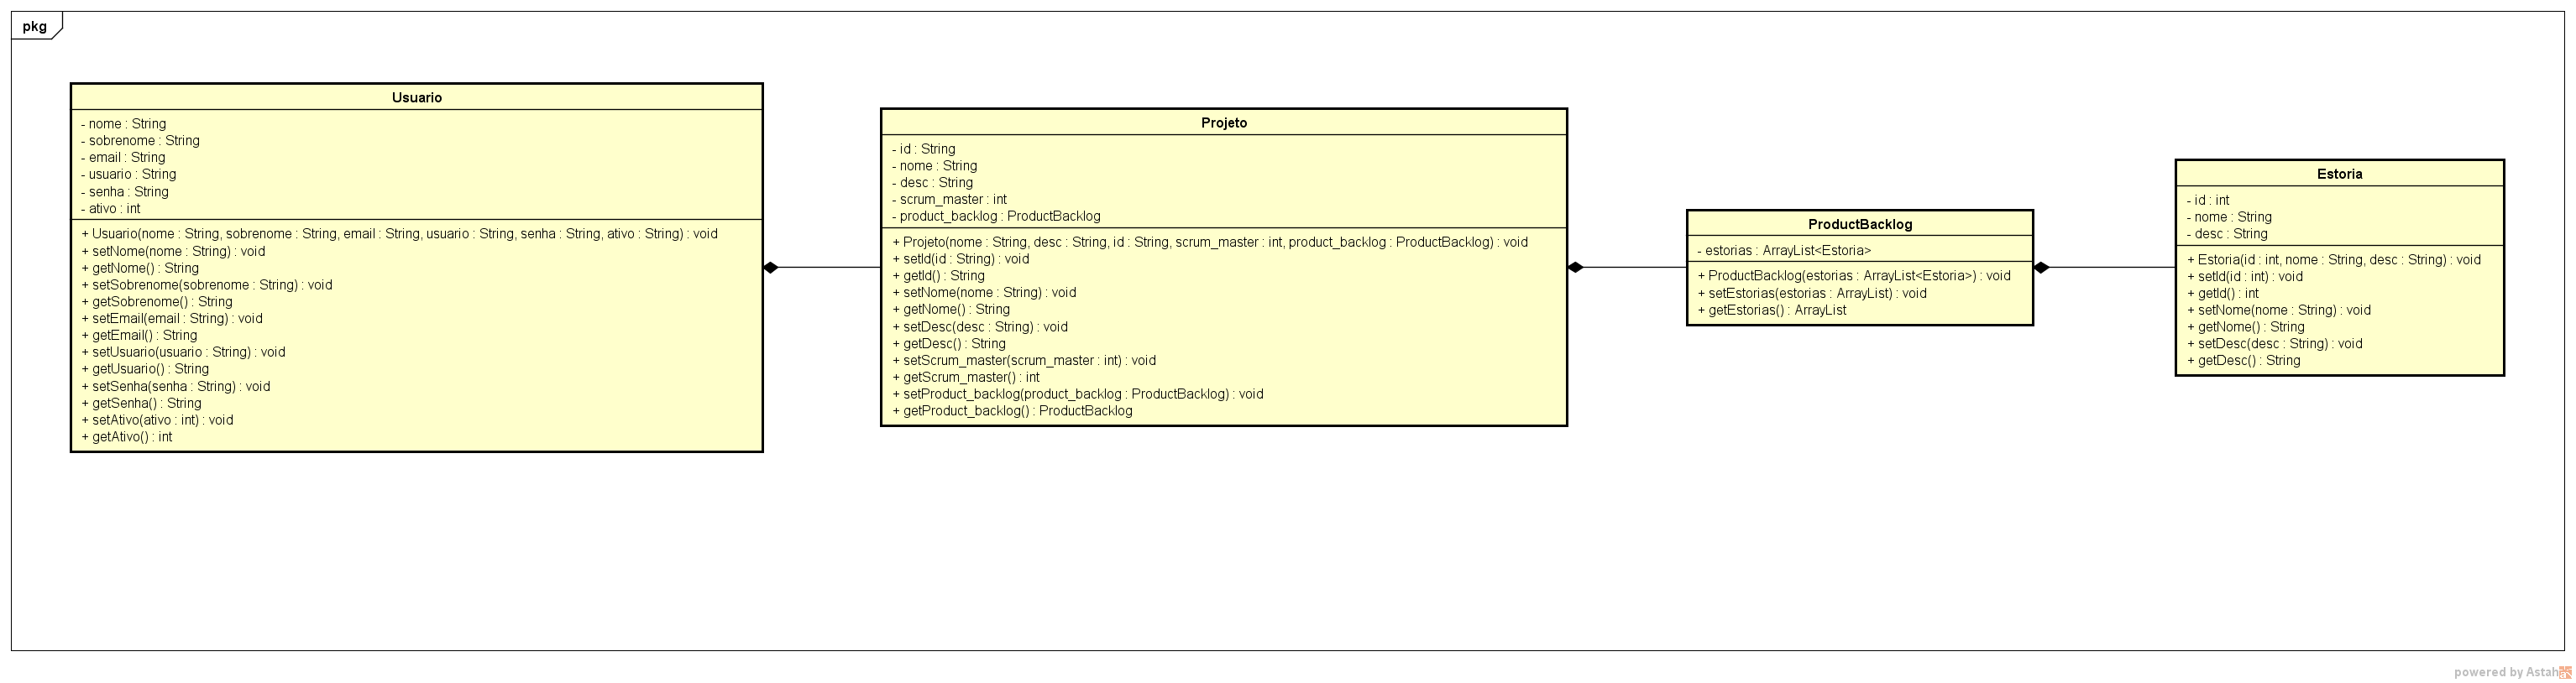 pkg
Usuario
- nome : String
- sobrenome : String
- email : String
- usuario : String
- senha : String
- ativo : int
+ Usuario(nome : String, sobrenome : String, email : String, usuario : String, senha : String, ativo : String) : void
+ setNome(nome : String) : void
+ getNome() : String
+ setSobrenome(sobrenome : String) : void
+ getSobrenome() : String
+ setEmail(email : String) : void
+ getEmail() : String
+ setUsuario(usuario : String) : void
+ getUsuario() : String
+ setSenha(senha : String) : void
+ getSenha() : String
+ setAtivo(ativo : int) : void
+ getAtivo() : int
Projeto
- id : String
- nome : String
- desc : String
- scrum_master : int
- product_backlog : ProductBacklog
+ Projeto(nome : String, desc : String, id : String, scrum_master : int, product_backlog : ProductBacklog) : void
+ setId(id : String) : void
+ getId() : String
+ setNome(nome : String) : void
+ getNome() : String
+ setDesc(desc : String) : void
+ getDesc() : String
+ setScrum_master(scrum_master : int) : void
+ getScrum_master() : int
+ setProduct_backlog(product_backlog : ProductBacklog) : void
+ getProduct_backlog() : ProductBacklog
ProductBacklog
- estorias : ArrayList<Estoria>
+ ProductBacklog(estorias : ArrayList<Estoria>) : void
+ setEstorias(estorias : ArrayList) : void
+ getEstorias() : ArrayList
Estoria
- id : int
- nome : String
- desc : String
+ Estoria(id : int, nome : String, desc : String) : void
+ setId(id : int) : void
+ getId() : int
+ setNome(nome : String) : void
+ getNome() : String
+ setDesc(desc : String) : void
+ getDesc() : String
powered by Astah